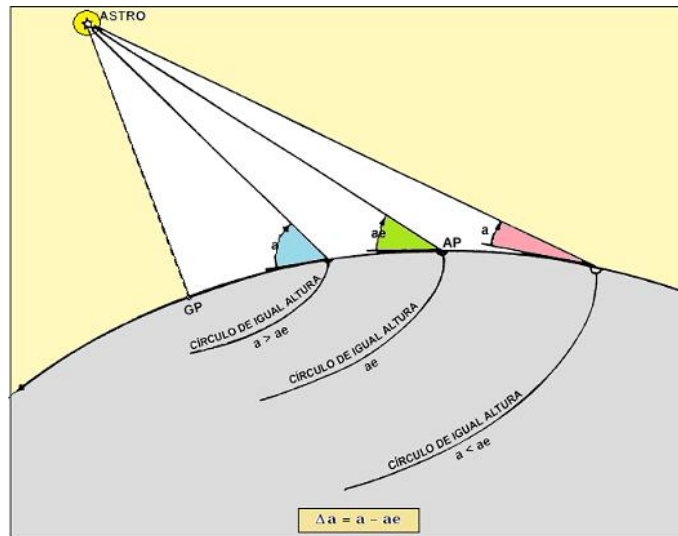 ASTRO
a
ae
AP
a
GP
CÍRCULO DE IGUAL ALTURA
a > ae
CÍRCULO DE IGUAL ALTURA
ae
CÍRCULO DE IGUAL ALTURA
a < ae
Δa = a - ae